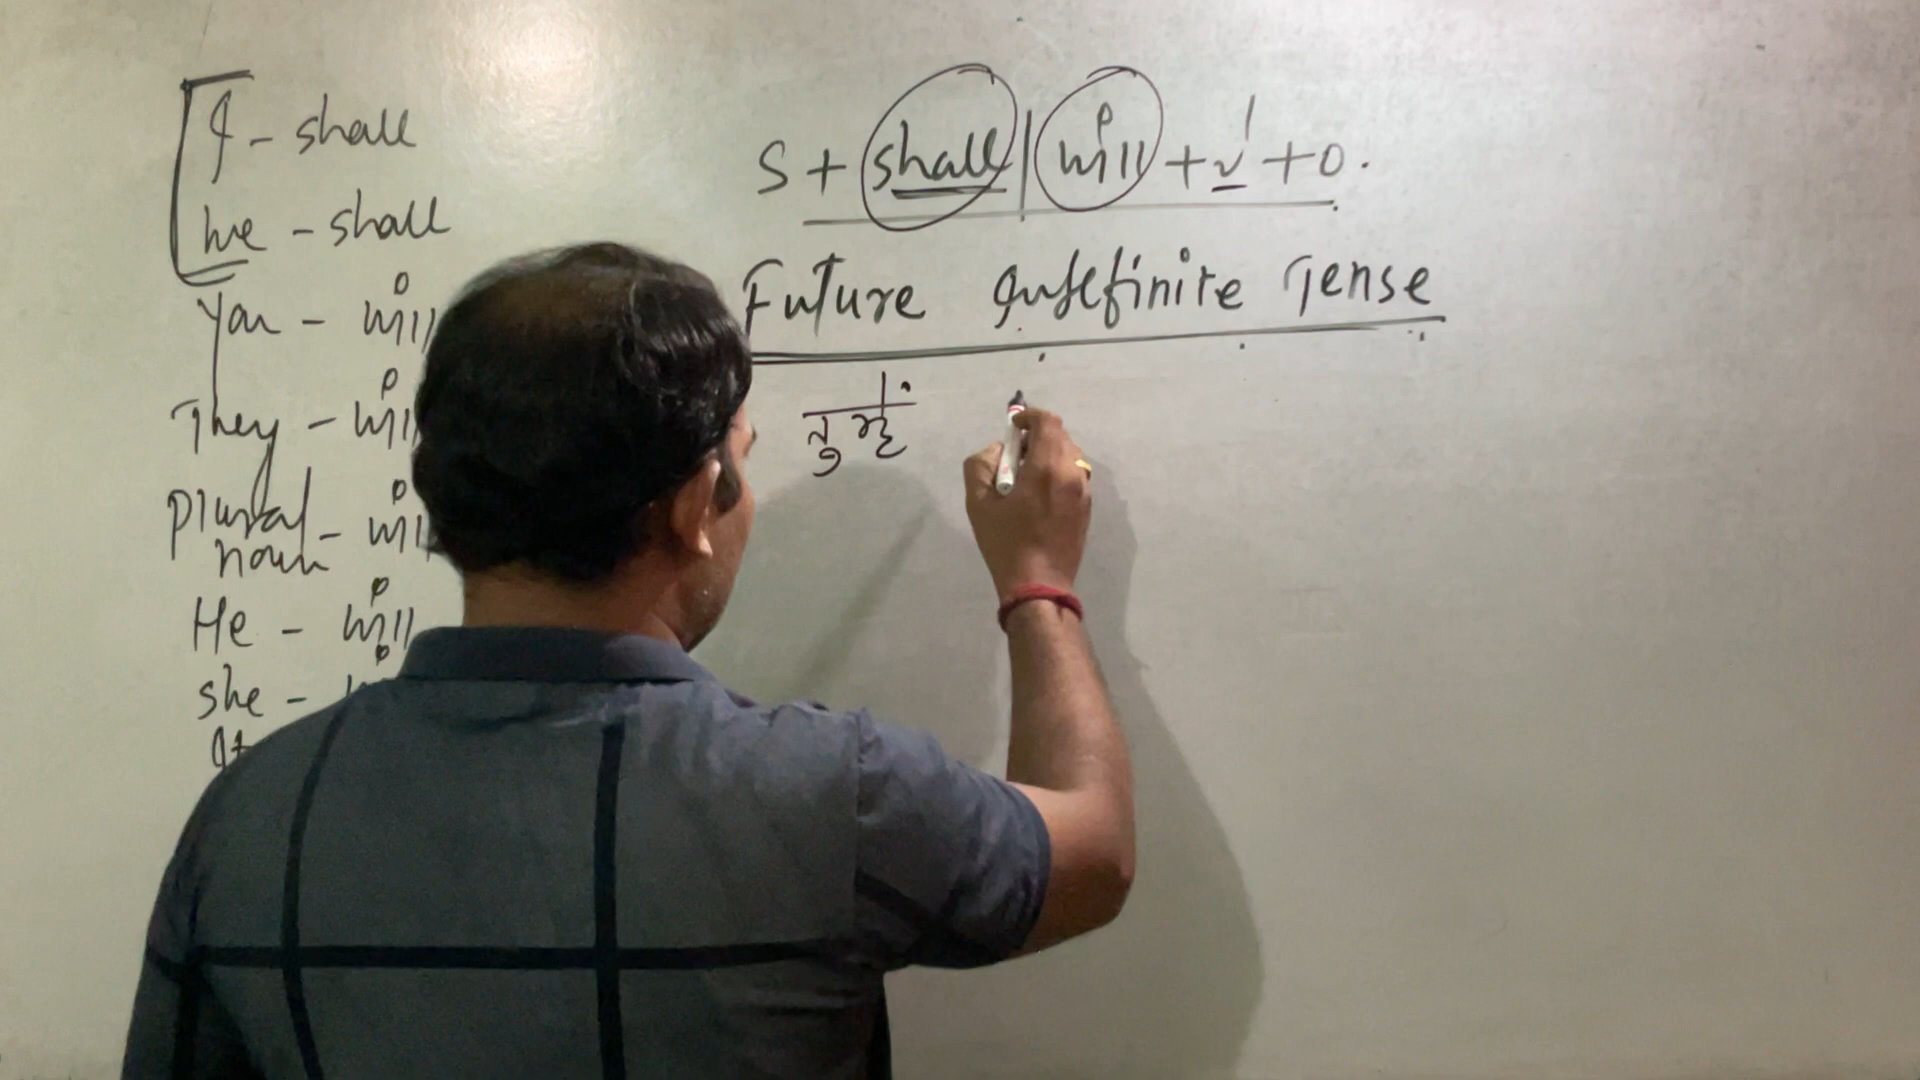 I - shall
We - shall
You - will
They - will
Plural noun - will
He - will
She -
It
S + shall | will + v¹ + o.
Future Indefinite Tense